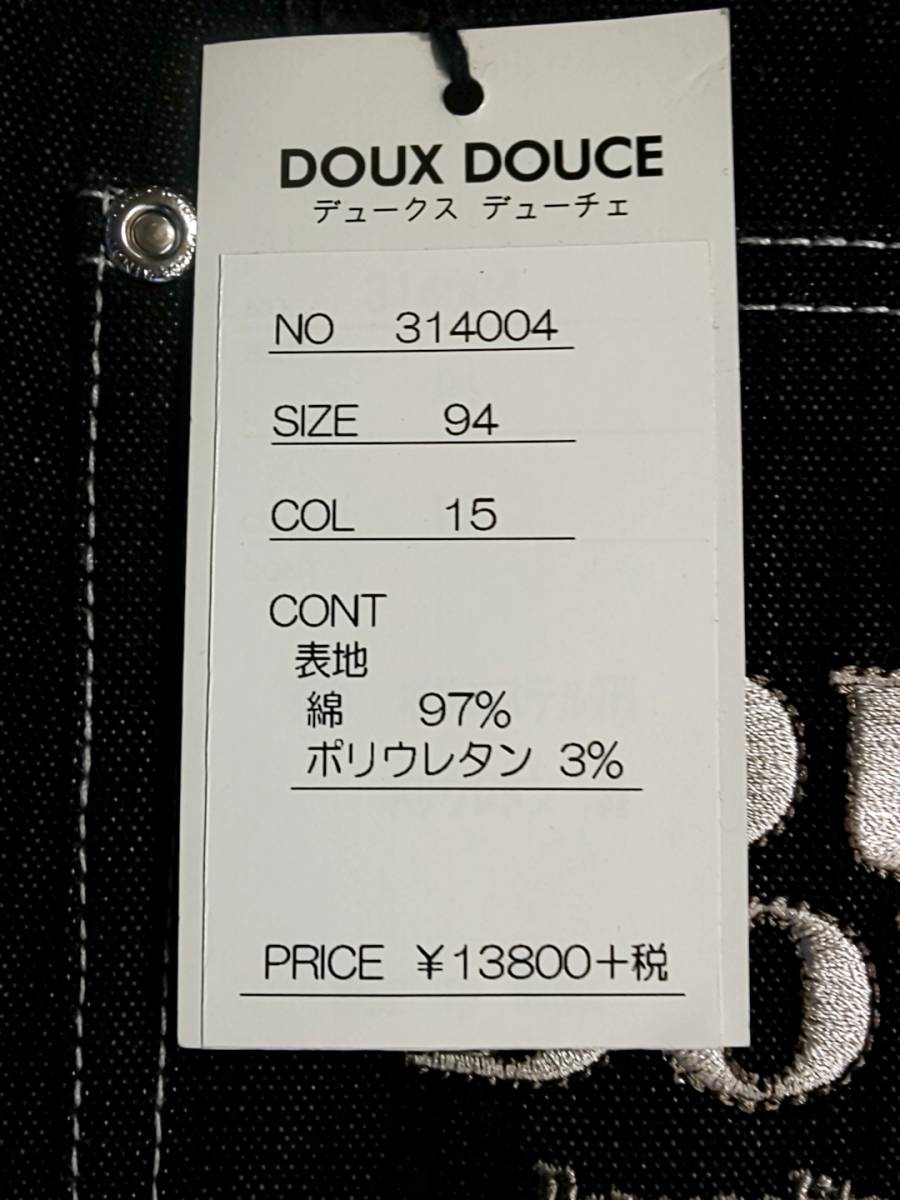 DOUX DOUCE
デュークス デューチェ
NO 314004
SIZE 94
COL 15
CONT
表地
綿 97%
ポリウレタン 3%
PRICE ¥13800+税